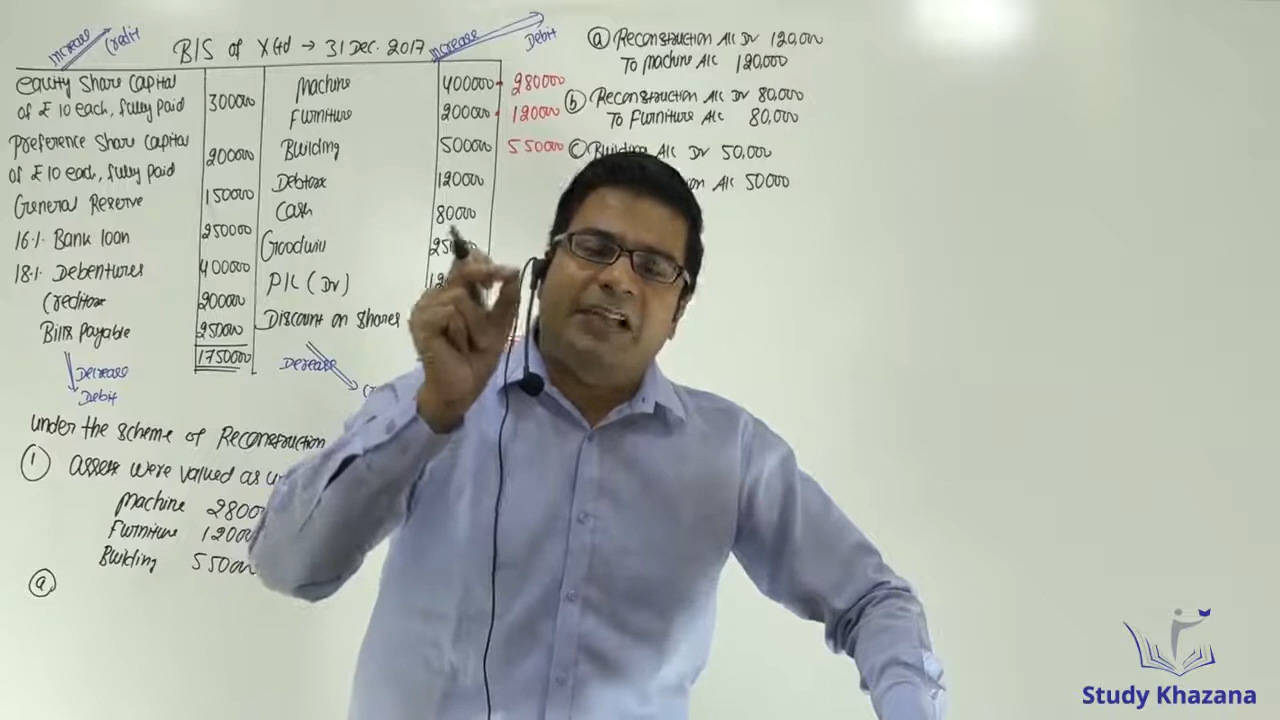 B/S of X Ltd → 31 Dec. 2017
Increase
Credit
Increase
Debit
Equity Share Capital
of ₹ 10 each, fully Paid 300000
Preference Share Capital
of ₹ 10 each, fully Paid 200000
General Reserve 150000
16% Bank loan 250000
18% Debentures 400000
Creditors 200000
Bills Payable 250000
1750000
Decrease
Debit
Machine 400000 280000
Furniture 200000 120000
Building 500000 550000
Debtors 120000
Cash 80000
Goodwill
P/L (Dr)
Discount on Shares
Decrease
(a) Reconstruction A/c Dr 120,000
To Machine A/c 120,000
(b) Reconstruction A/c Dr 80,000
To Furniture A/c 80,000
(c) Building A/c Dr 50,000
A/c 50000
under the scheme of Reconstruction
(1) Assets were valued as
Machine
Furniture
Building
(a)
Study Khazana